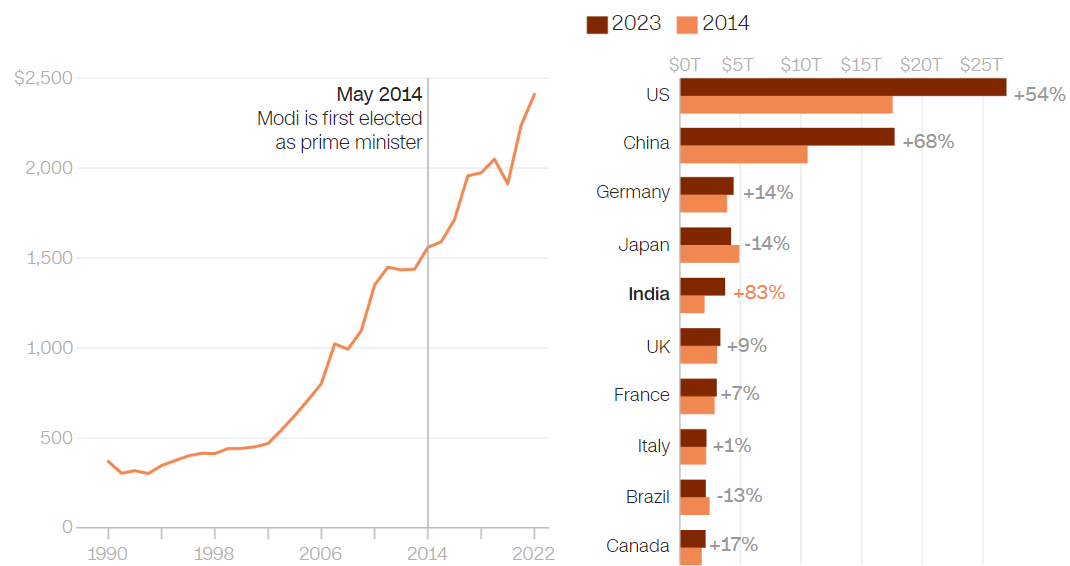 $2,500
2,000
1,500
1,000
500
0
May 2014
Modi is first elected
as prime minister
1990
1998
2006
2014
2022
2023 2014
$0T $5T $10T $15T $20T $25T
US +54%
China +68%
Germany +14%
Japan -14%
India +83%
UK +9%
France +7%
Italy +1%
Brazil -13%
Canada +17%